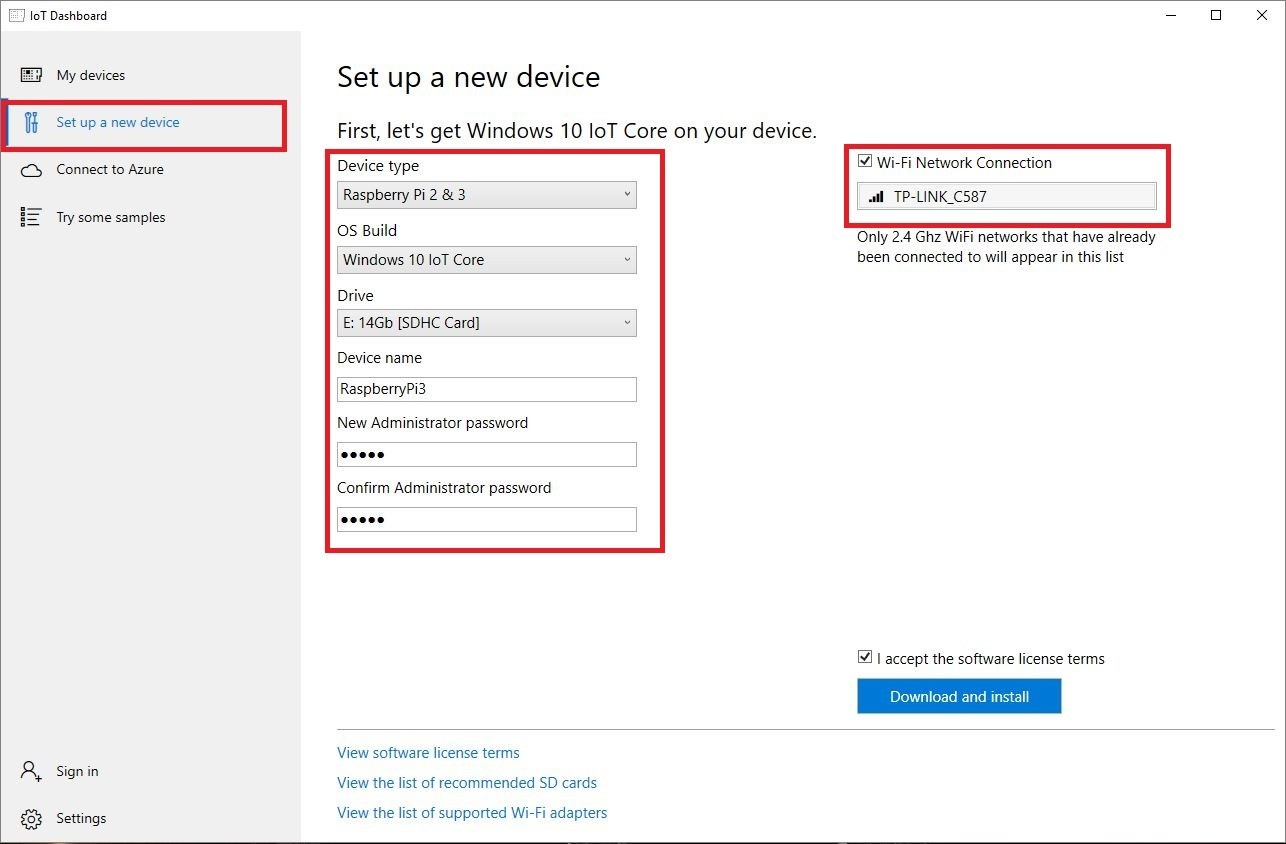 IoT Dashboard
My devices
Set up a new device
Connect to Azure
Try some samples
Sign in
Settings
Set up a new device
First, let's get Windows 10 IoT Core on your device.
Device type
Raspberry Pi 2 & 3
OS Build
Windows 10 IoT Core
Drive
E: 14Gb [SDHC Card]
Device name
RaspberryPi3
New Administrator password
●●●●●
Confirm Administrator password
●●●●●
Wi-Fi Network Connection
TP-LINK_C587
Only 2.4 Ghz WiFi networks that have already
been connected to will appear in this list
I accept the software license terms
Download and install
View software license terms
View the list of recommended SD cards
View the list of supported Wi-Fi adapters